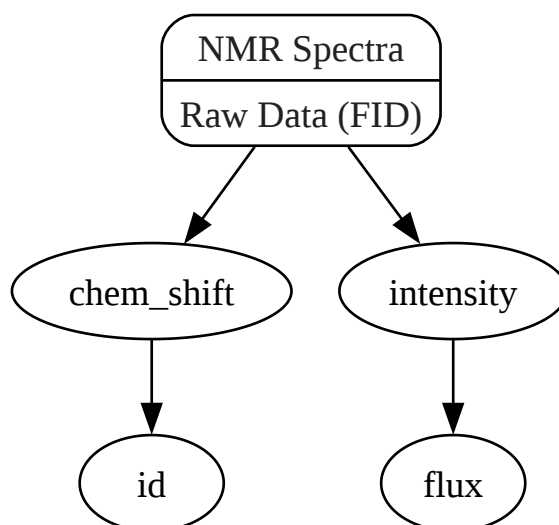 NMR Spectra
Raw Data (FID)
chem_shift
intensity
id
flux